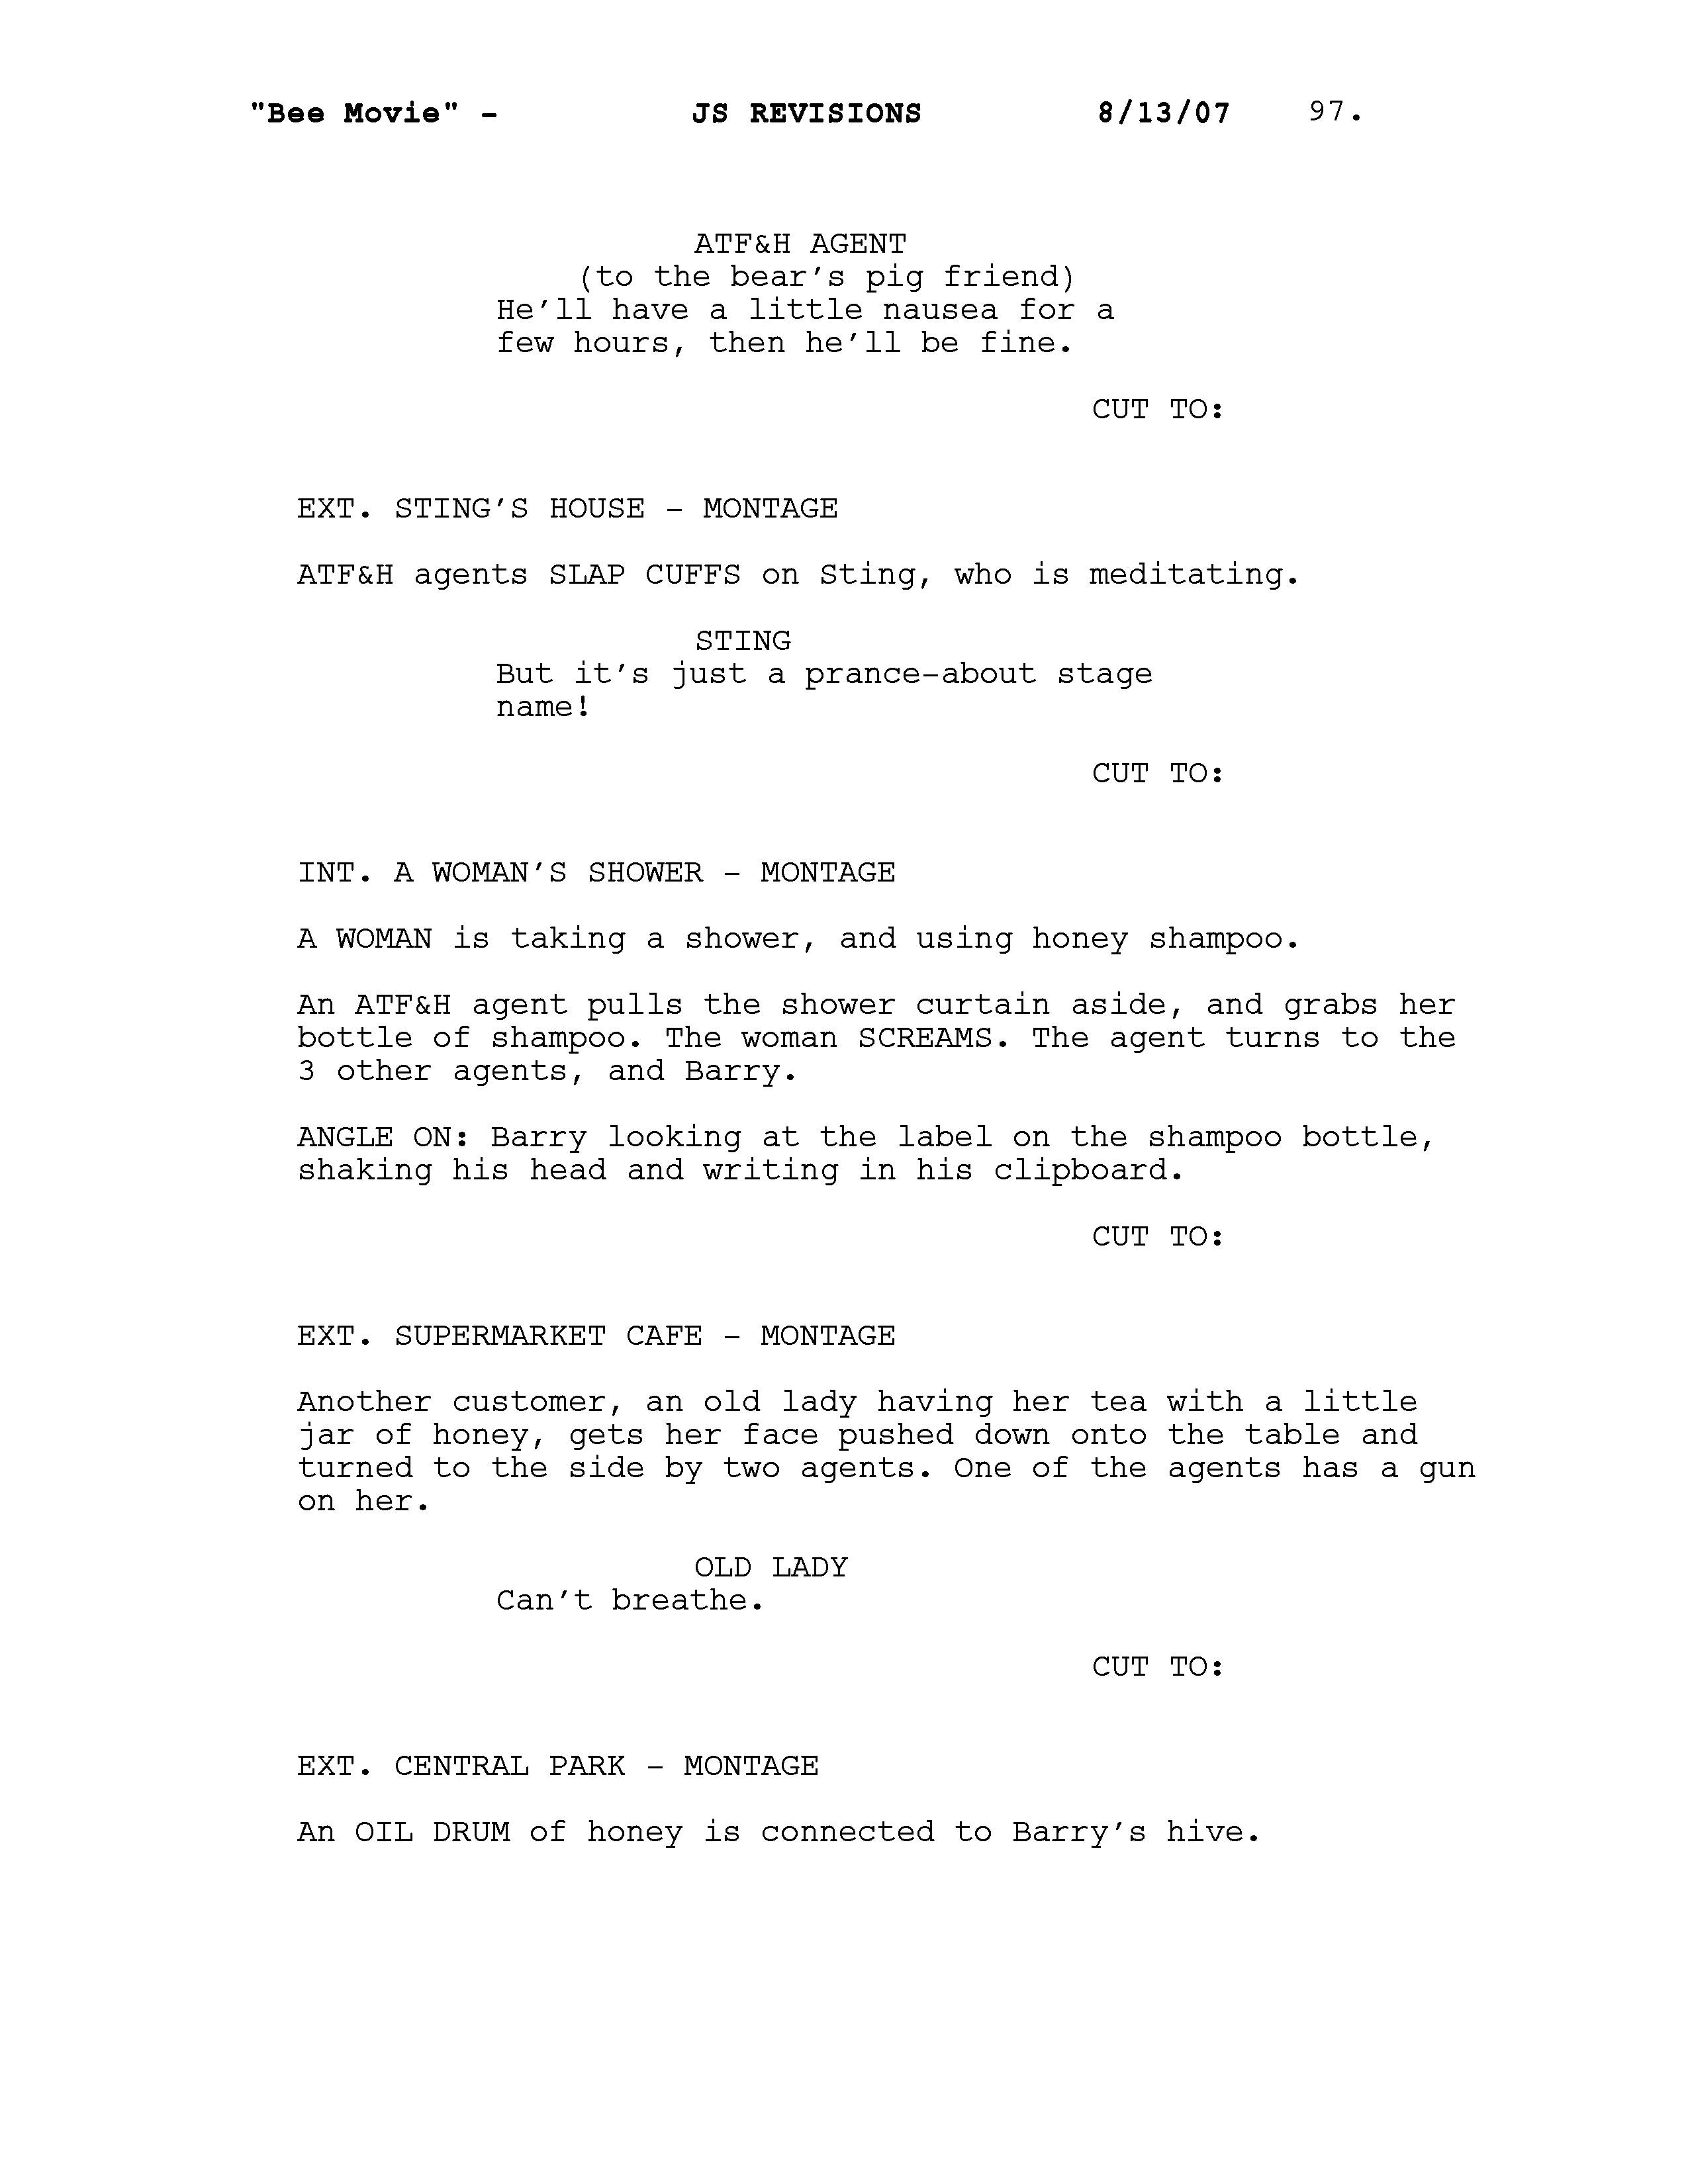 "Bee Movie" - JS REVISIONS 8/13/07 97.
ATF&H AGENT
(to the bear's pig friend)
He'll have a little nausea for a
few hours, then he'll be fine.
CUT TO:
EXT. STING'S HOUSE - MONTAGE
ATF&H agents SLAP CUFFS on Sting, who is meditating.
STING
But it's just a prance-about stage
name!
CUT TO:
INT. A WOMAN'S SHOWER - MONTAGE
A WOMAN is taking a shower, and using honey shampoo.
An ATF&H agent pulls the shower curtain aside, and grabs her
bottle of shampoo. The woman SCREAMS. The agent turns to the
3 other agents, and Barry.
ANGLE ON: Barry looking at the label on the shampoo bottle,
shaking his head and writing in his clipboard.
CUT TO:
EXT. SUPERMARKET CAFE - MONTAGE
Another customer, an old lady having her tea with a little
jar of honey, gets her face pushed down onto the table and
turned to the side by two agents. One of the agents has a gun
on her.
OLD LADY
Can't breathe.
CUT TO:
EXT. CENTRAL PARK - MONTAGE
An OIL DRUM of honey is connected to Barry's hive.